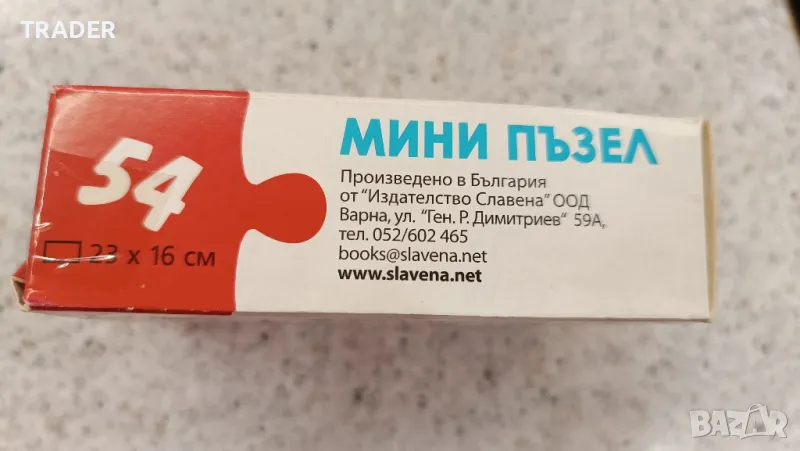 TRADER
54
23 x 16 см
МИНИ ПЪЗЕЛ
Произведено в България
от "Издателство Славена" ООД
Варна, ул. "Ген. Р. Димитриев" 59А,
тел. 052/602 465
books@slavena.net
www.slavena.net
BAZAR